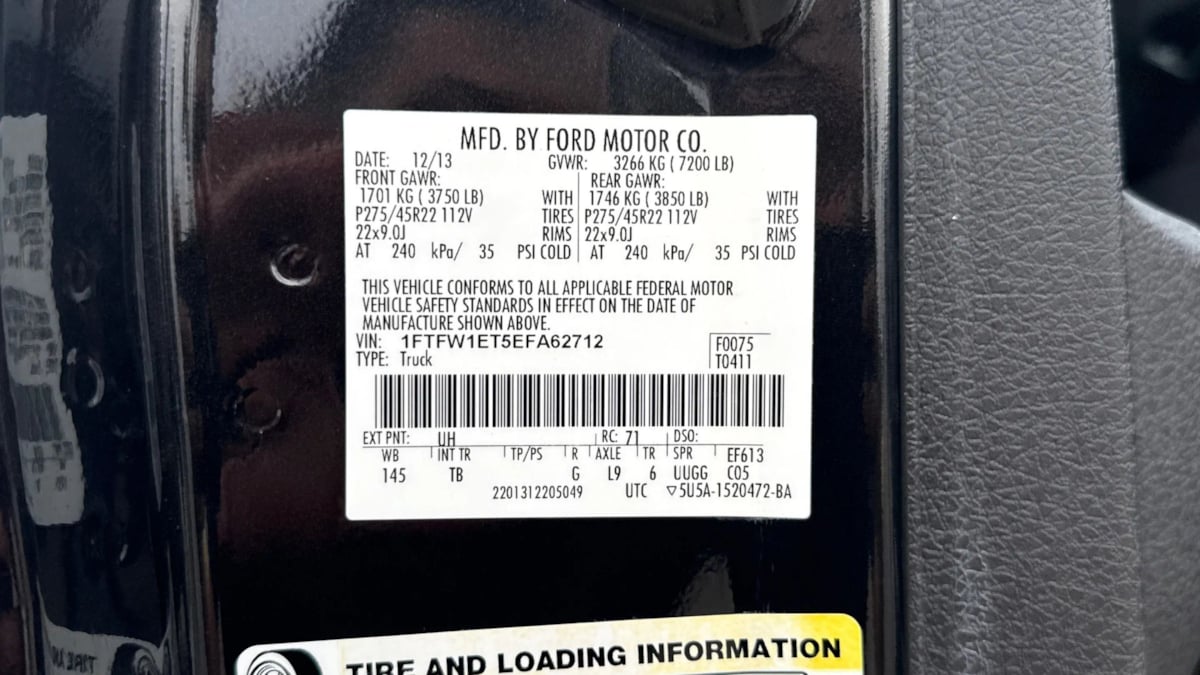 MFD. BY FORD MOTOR CO.
DATE: 12/13 GVWR: 3266 KG ( 7200 LB)
FRONT GAWR: REAR GAWR:
1701 KG ( 3750 LB) WITH 1746 KG ( 3850 LB) WITH
P275/45R22 112V TIRES P275/45R22 112V TIRES
22x9.0J RIMS 22x9.0J RIMS
AT 240 kPa/ 35 PSI COLD AT 240 kPa/ 35 PSI COLD
THIS VEHICLE CONFORMS TO ALL APPLICABLE FEDERAL MOTOR
VEHICLE SAFETY STANDARDS IN EFFECT ON THE DATE OF
MANUFACTURE SHOWN ABOVE.
VIN: 1FTFW1ET5EFA62712 F0075
TYPE: Truck T0411
EXT PNT: UH RC: 71 DSO:
WB INT TR TP/PS R AXLE TR SPR EF613
145 TB G L9 6 UUGG C05
2201312205049 UTC ▽5U5A-1520472-BA
TIRE AND LOADING INFORMATION